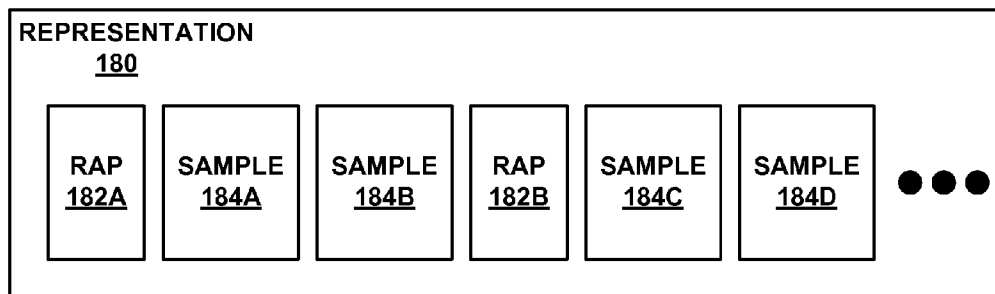 REPRESENTATION
180
RAP
182A
SAMPLE
184A
SAMPLE
184B
RAP
182B
SAMPLE
184C
SAMPLE
184D